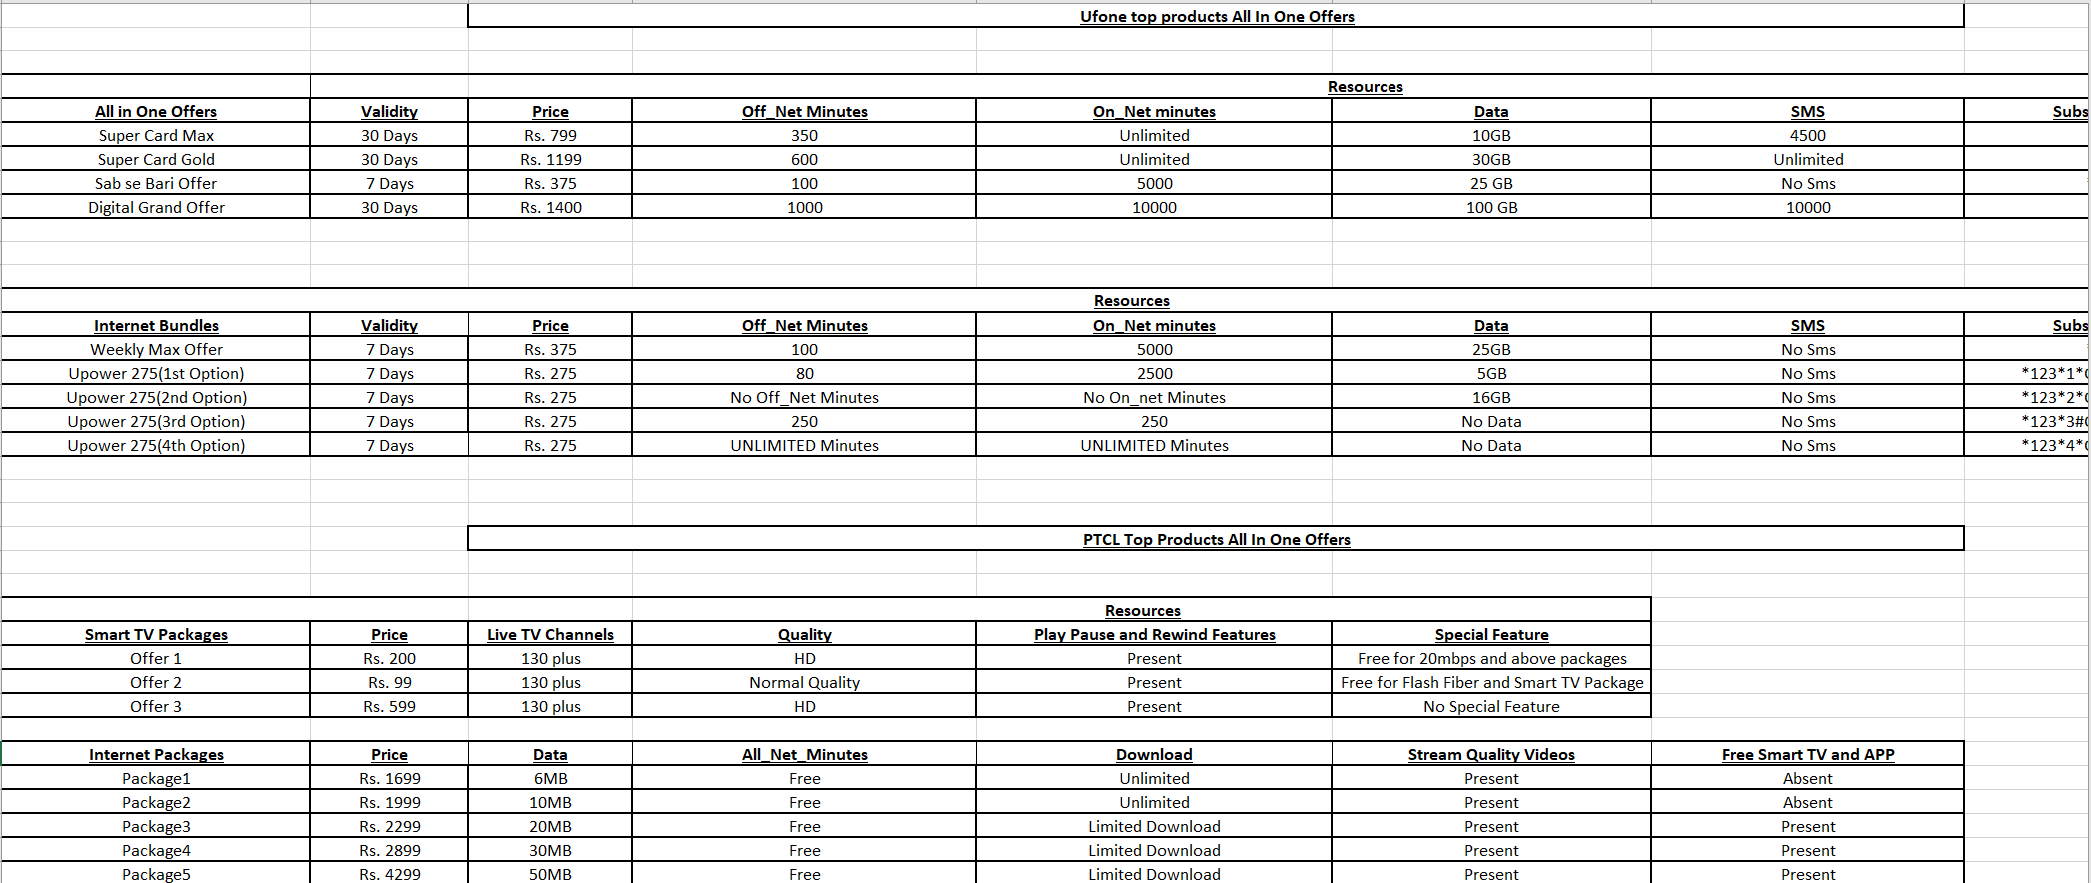 Ufone top products All In One Offers
Resources
All in One Offers Validity Price Off_Net Minutes On_Net minutes Data SMS Subs
Super Card Max 30 Days Rs. 799 350 Unlimited 10GB 4500
Super Card Gold 30 Days Rs. 1199 600 Unlimited 30GB Unlimited
Sab se Bari Offer 7 Days Rs. 375 100 5000 25 GB No Sms
Digital Grand Offer 30 Days Rs. 1400 1000 10000 100 GB 10000
Resources
Internet Bundles Validity Price Off_Net Minutes On_Net minutes Data SMS Subs
Weekly Max Offer 7 Days Rs. 375 100 5000 25GB No Sms
Upower 275(1st Option) 7 Days Rs. 275 80 2500 5GB No Sms *123*1*
Upower 275(2nd Option) 7 Days Rs. 275 No Off_Net Minutes No On_net Minutes 16GB No Sms *123*2*
Upower 275(3rd Option) 7 Days Rs. 275 250 250 No Data No Sms *123*3#
Upower 275(4th Option) 7 Days Rs. 275 UNLIMITED Minutes UNLIMITED Minutes No Data No Sms *123*4*
PTCL Top Products All In One Offers
Resources
Smart TV Packages Price Live TV Channels Quality Play Pause and Rewind Features Special Feature
Offer 1 Rs. 200 130 plus HD Present Free for 20mbps and above packages
Offer 2 Rs. 99 130 plus Normal Quality Present Free for Flash Fiber and Smart TV Package
Offer 3 Rs. 599 130 plus HD Present No Special Feature
Internet Packages Price Data All_Net_Minutes Download Stream Quality Videos Free Smart TV and APP
Package1 Rs. 1699 6MB Free Unlimited Present Absent
Package2 Rs. 1999 10MB Free Unlimited Present Absent
Package3 Rs. 2299 20MB Free Limited Download Present Present
Package4 Rs. 2899 30MB Free Limited Download Present Present
Package5 Rs. 4299 50MB Free Limited Download Present Present